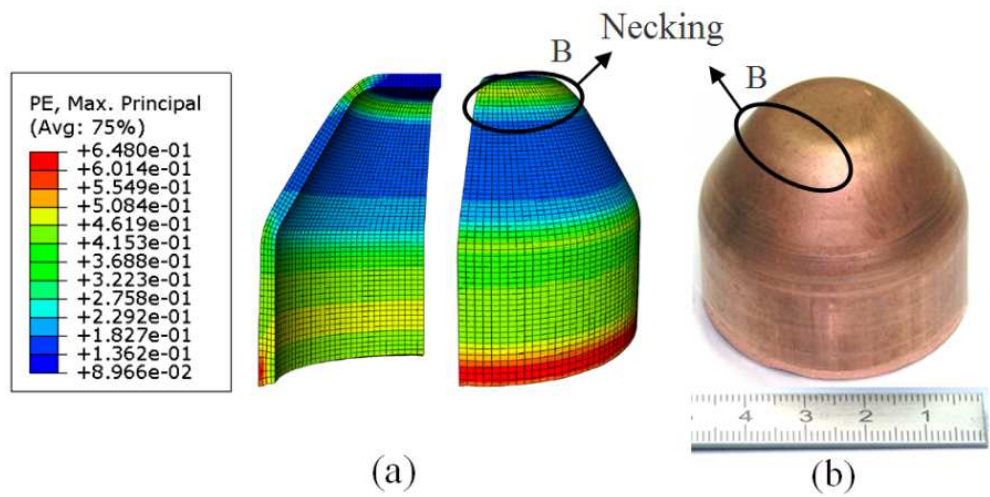 Necking
B
B
PE, Max. Principal
(Avg: 75%)
+6.480e-01
+6.014e-01
+5.549e-01
+5.084e-01
+4.619e-01
+4.153e-01
+3.688e-01
+3.223e-01
+2.758e-01
+2.292e-01
+1.827e-01
+1.362e-01
+8.966e-02
4 3 2 1
(a)
(b)